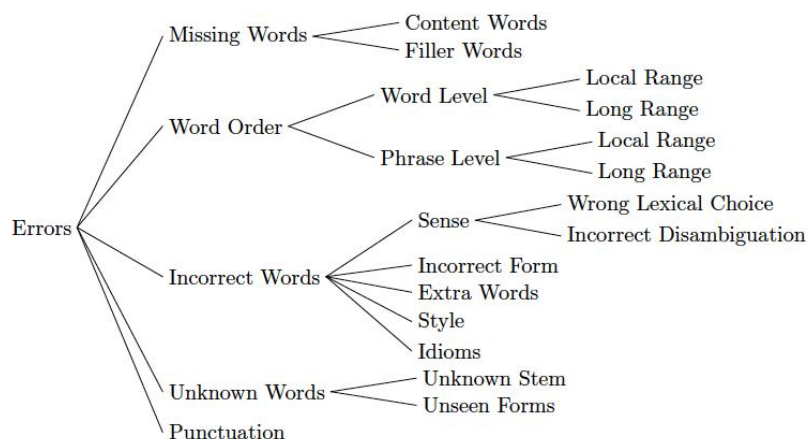 Errors
Missing Words
Content Words
Filler Words
Word Order
Word Level
Local Range
Long Range
Phrase Level
Local Range
Long Range
Incorrect Words
Sense
Wrong Lexical Choice
Incorrect Disambiguation
Incorrect Form
Extra Words
Style
Idioms
Unknown Words
Unknown Stem
Unseen Forms
Punctuation